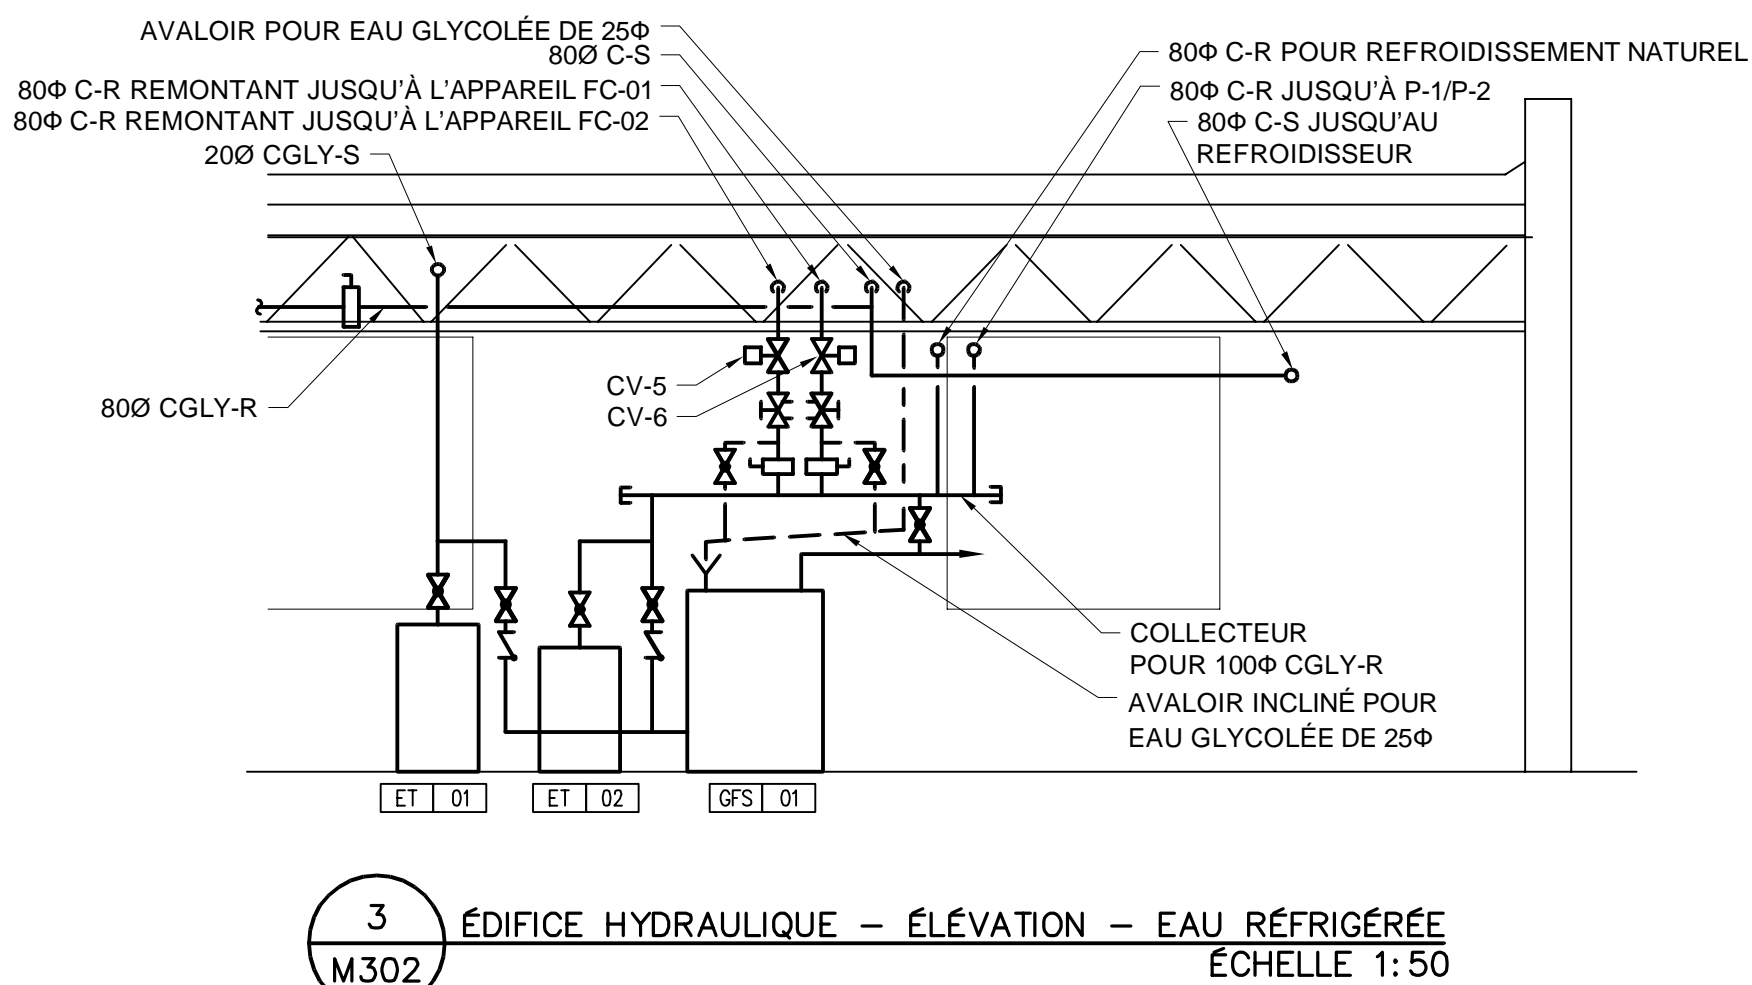 AVALOIR POUR EAU GLYCOLÉE DE 25Φ
80Ø C-S
80Φ C-R REMONTANT JUSQU'À L'APPAREIL FC-01
80Φ C-R REMONTANT JUSQU'À L'APPAREIL FC-02
20Ø CGLY-S
80Φ C-R POUR REFROIDISSEMENT NATUREL
80Φ C-R JUSQU'À P-1/P-2
80Φ C-S JUSQU'AU
REFROIDISSEUR
80Ø CGLY-R
CV-5
CV-6
COLLECTEUR
POUR 100Φ CGLY-R
AVALOIR INCLINÉ POUR
EAU GLYCOLÉE DE 25Φ
ET 01
ET 02
GFS 01
3
M302
ÉDIFICE HYDRAULIQUE – ÉLÉVATION – EAU RÉFRIGÉRÉE
ÉCHELLE 1:50